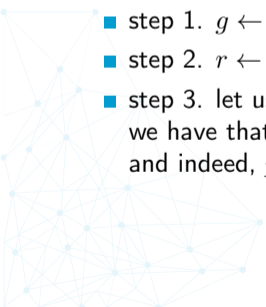 step 1. g ←
step 2. r ←
step 3. let u
we have that
and indeed,